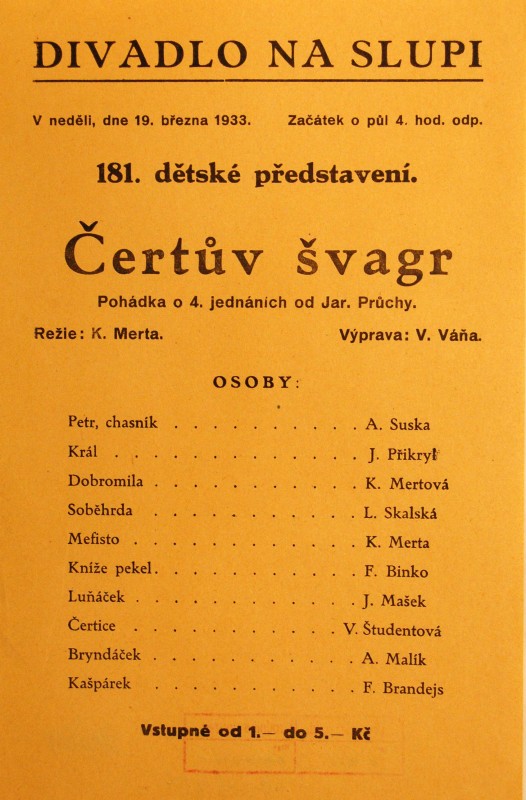 DIVADLO NA SLUPI
V neděli, dne 19. března 1933. Začátek o půl 4. hod. odp.
181. dětské představení.
Čertův švagr
Pohádka o 4. jednáních od Jar. Průchy.
Režie: K. Merta. Výprava: V. Váňa.
OSOBY:
Petr, chasník . . . . . . . . . . A. Suska
Král . . . . . . . . . . . . . J. Přikryl
Dobromila . . . . . . . . . . . K. Mertová
Soběhrda . . . . . . . . . . . L. Skalská
Mefisto . . . . . . . . . . . . K. Merta
Kníže pekel. . . . . . . . . . . F. Binko
Luňáček . . . . . . . . . . . . J. Mašek
Čertice . . . . . . . . . . . V. Študentová
Bryndáček . . . . . . . . . . . A. Malík
Kašpárek . . . . . . . . . . . F. Brandejs
Vstupné od 1.— do 5.— Kč